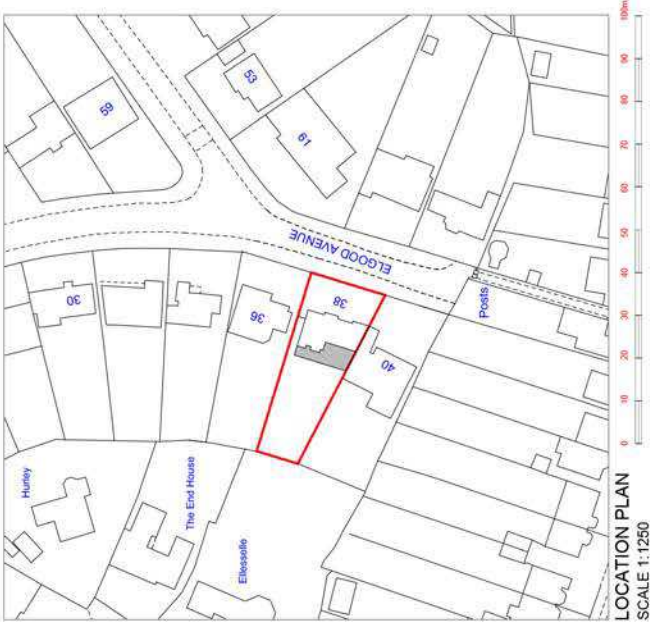 59
53
61
ELGOOD AVENUE
30
36
38
40
Posts
Hurley
The End House
Ellesselle
LOCATION PLAN
SCALE 1:1250
0 10 20 30 40 50 60 70 80 90 100m